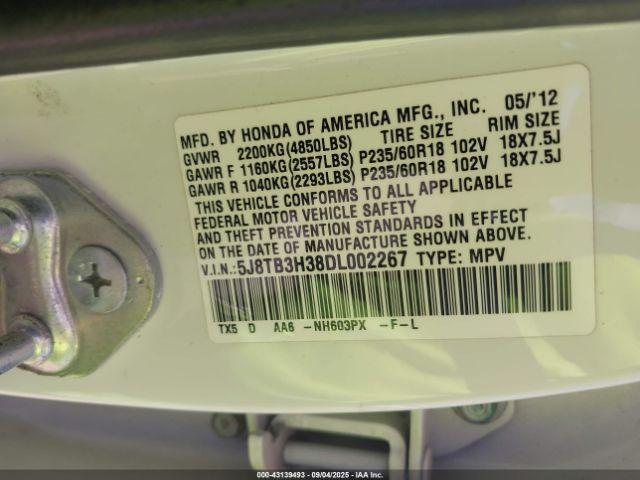 MFD. BY HONDA OF AMERICA MFG., INC. 05/'12
GVWR 2200KG(4850LBS) TIRE SIZE RIM SIZE
GAWR F 1160KG(2557LBS) P235/60R18 102V 18X7.5J
GAWR R 1040KG(2293LBS) P235/60R18 102V 18X7.5J
THIS VEHICLE CONFORMS TO ALL APPLICABLE
FEDERAL MOTOR VEHICLE SAFETY
AND THEFT PREVENTION STANDARDS IN EFFECT
ON THE DATE OF MANUFACTURE SHOWN ABOVE.
V.I.N.: 5J8TB3H38DL002267 TYPE: MPV
TX5 D AA6 -NH603PX -F-L
000-43139493 - 09/04/2025 - IAA Inc.